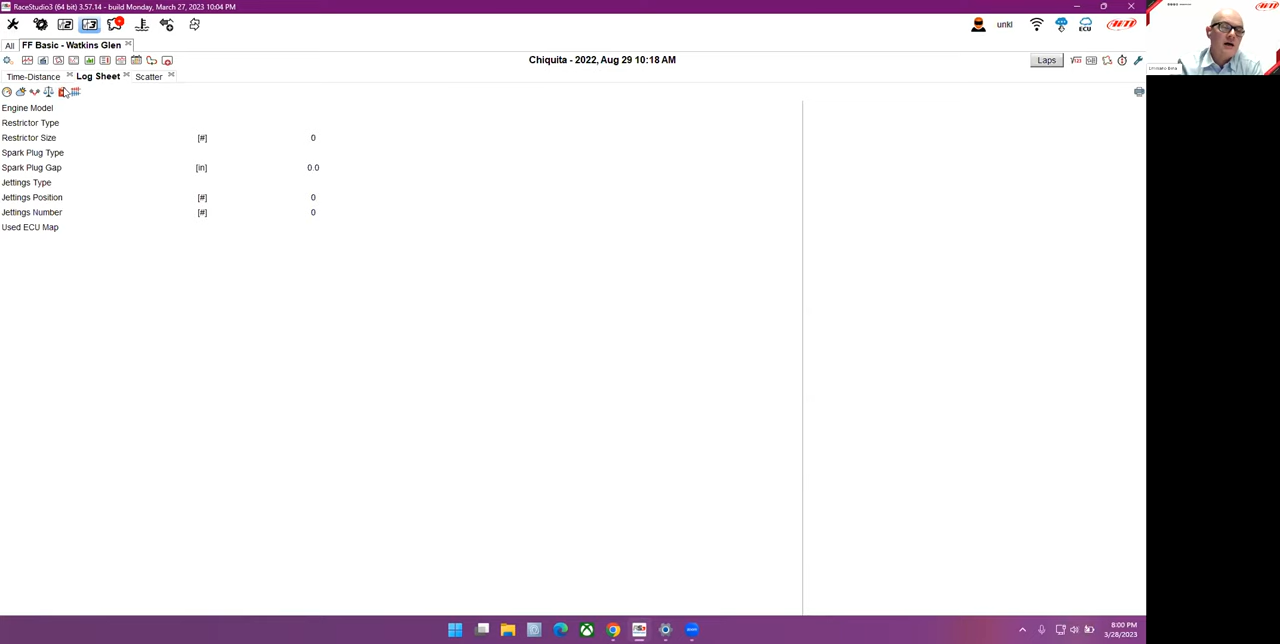 RaceStudio3 (64 bit) 3.57.14 - build Monday, March 27, 2023 10:04 PM
unki
ECU
All FF Basic - Watkins Glen
Chiquita - 2022, Aug 29 10:18 AM
Laps
Time-Distance Log Sheet Scatter
Engine Model
Restrictor Type
Restrictor Size [#] 0
Spark Plug Type
Spark Plug Gap [in] 0.0
Jettings Type
Jettings Position [#] 0
Jettings Number [#] 0
Used ECU Map
8:00 PM
3/28/2023